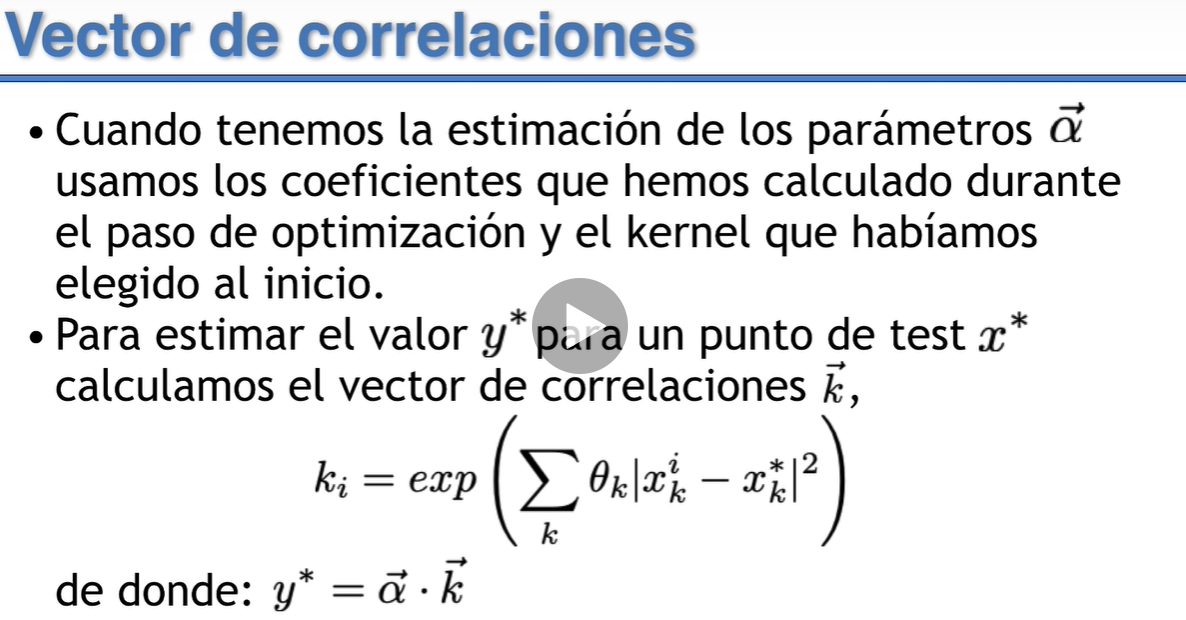 Vector de correlaciones
• Cuando tenemos la estimación de los parámetros $\vec{\alpha}$
usamos los coeficientes que hemos calculado durante
el paso de optimización y el kernel que habíamos
elegido al inicio.
• Para estimar el valor $y^*$ para un punto de test $x^*$
calculamos el vector de correlaciones $\vec{k}$,
$k_i = exp\left(\sum_k \theta_k |x_k^i - x_k^*|^2\right)$
de donde: $y^* = \vec{\alpha} \cdot \vec{k}$